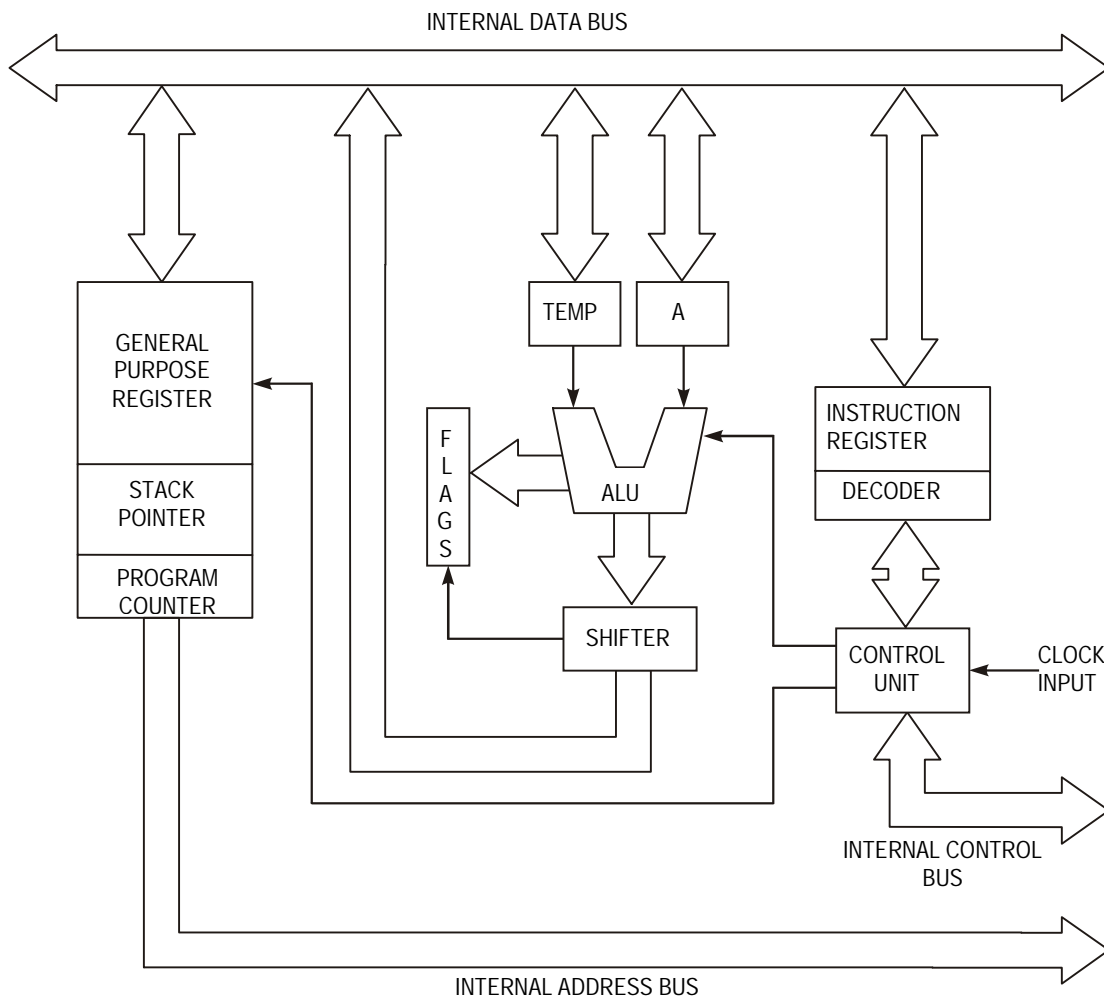 INTERNAL DATA BUS
TEMP
A
GENERAL
PURPOSE
REGISTER
INSTRUCTION
REGISTER
FLAGS
ALU
DECODER
STACK
POINTER
PROGRAM
COUNTER
SHIFTER
CONTROL
UNIT
CLOCK
INPUT
INTERNAL CONTROL
BUS
INTERNAL ADDRESS BUS